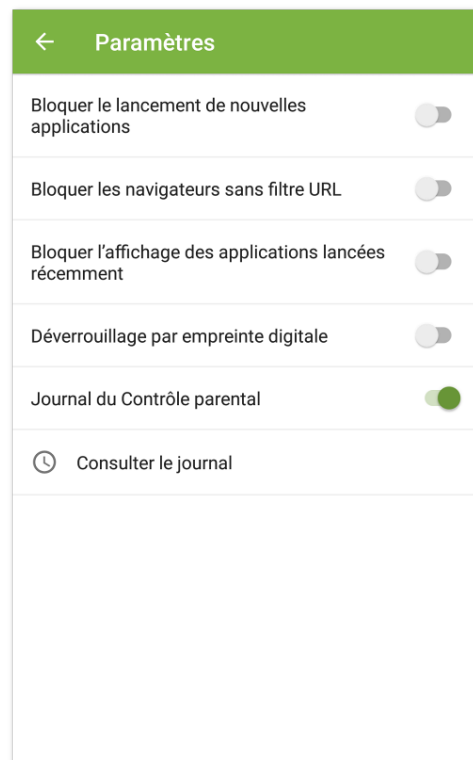 Paramètres
Bloquer le lancement de nouvelles
applications
Bloquer les navigateurs sans filtre URL
Bloquer l’affichage des applications lancées
récemment
Déverrouillage par empreinte digitale
Journal du Contrôle parental
Consulter le journal